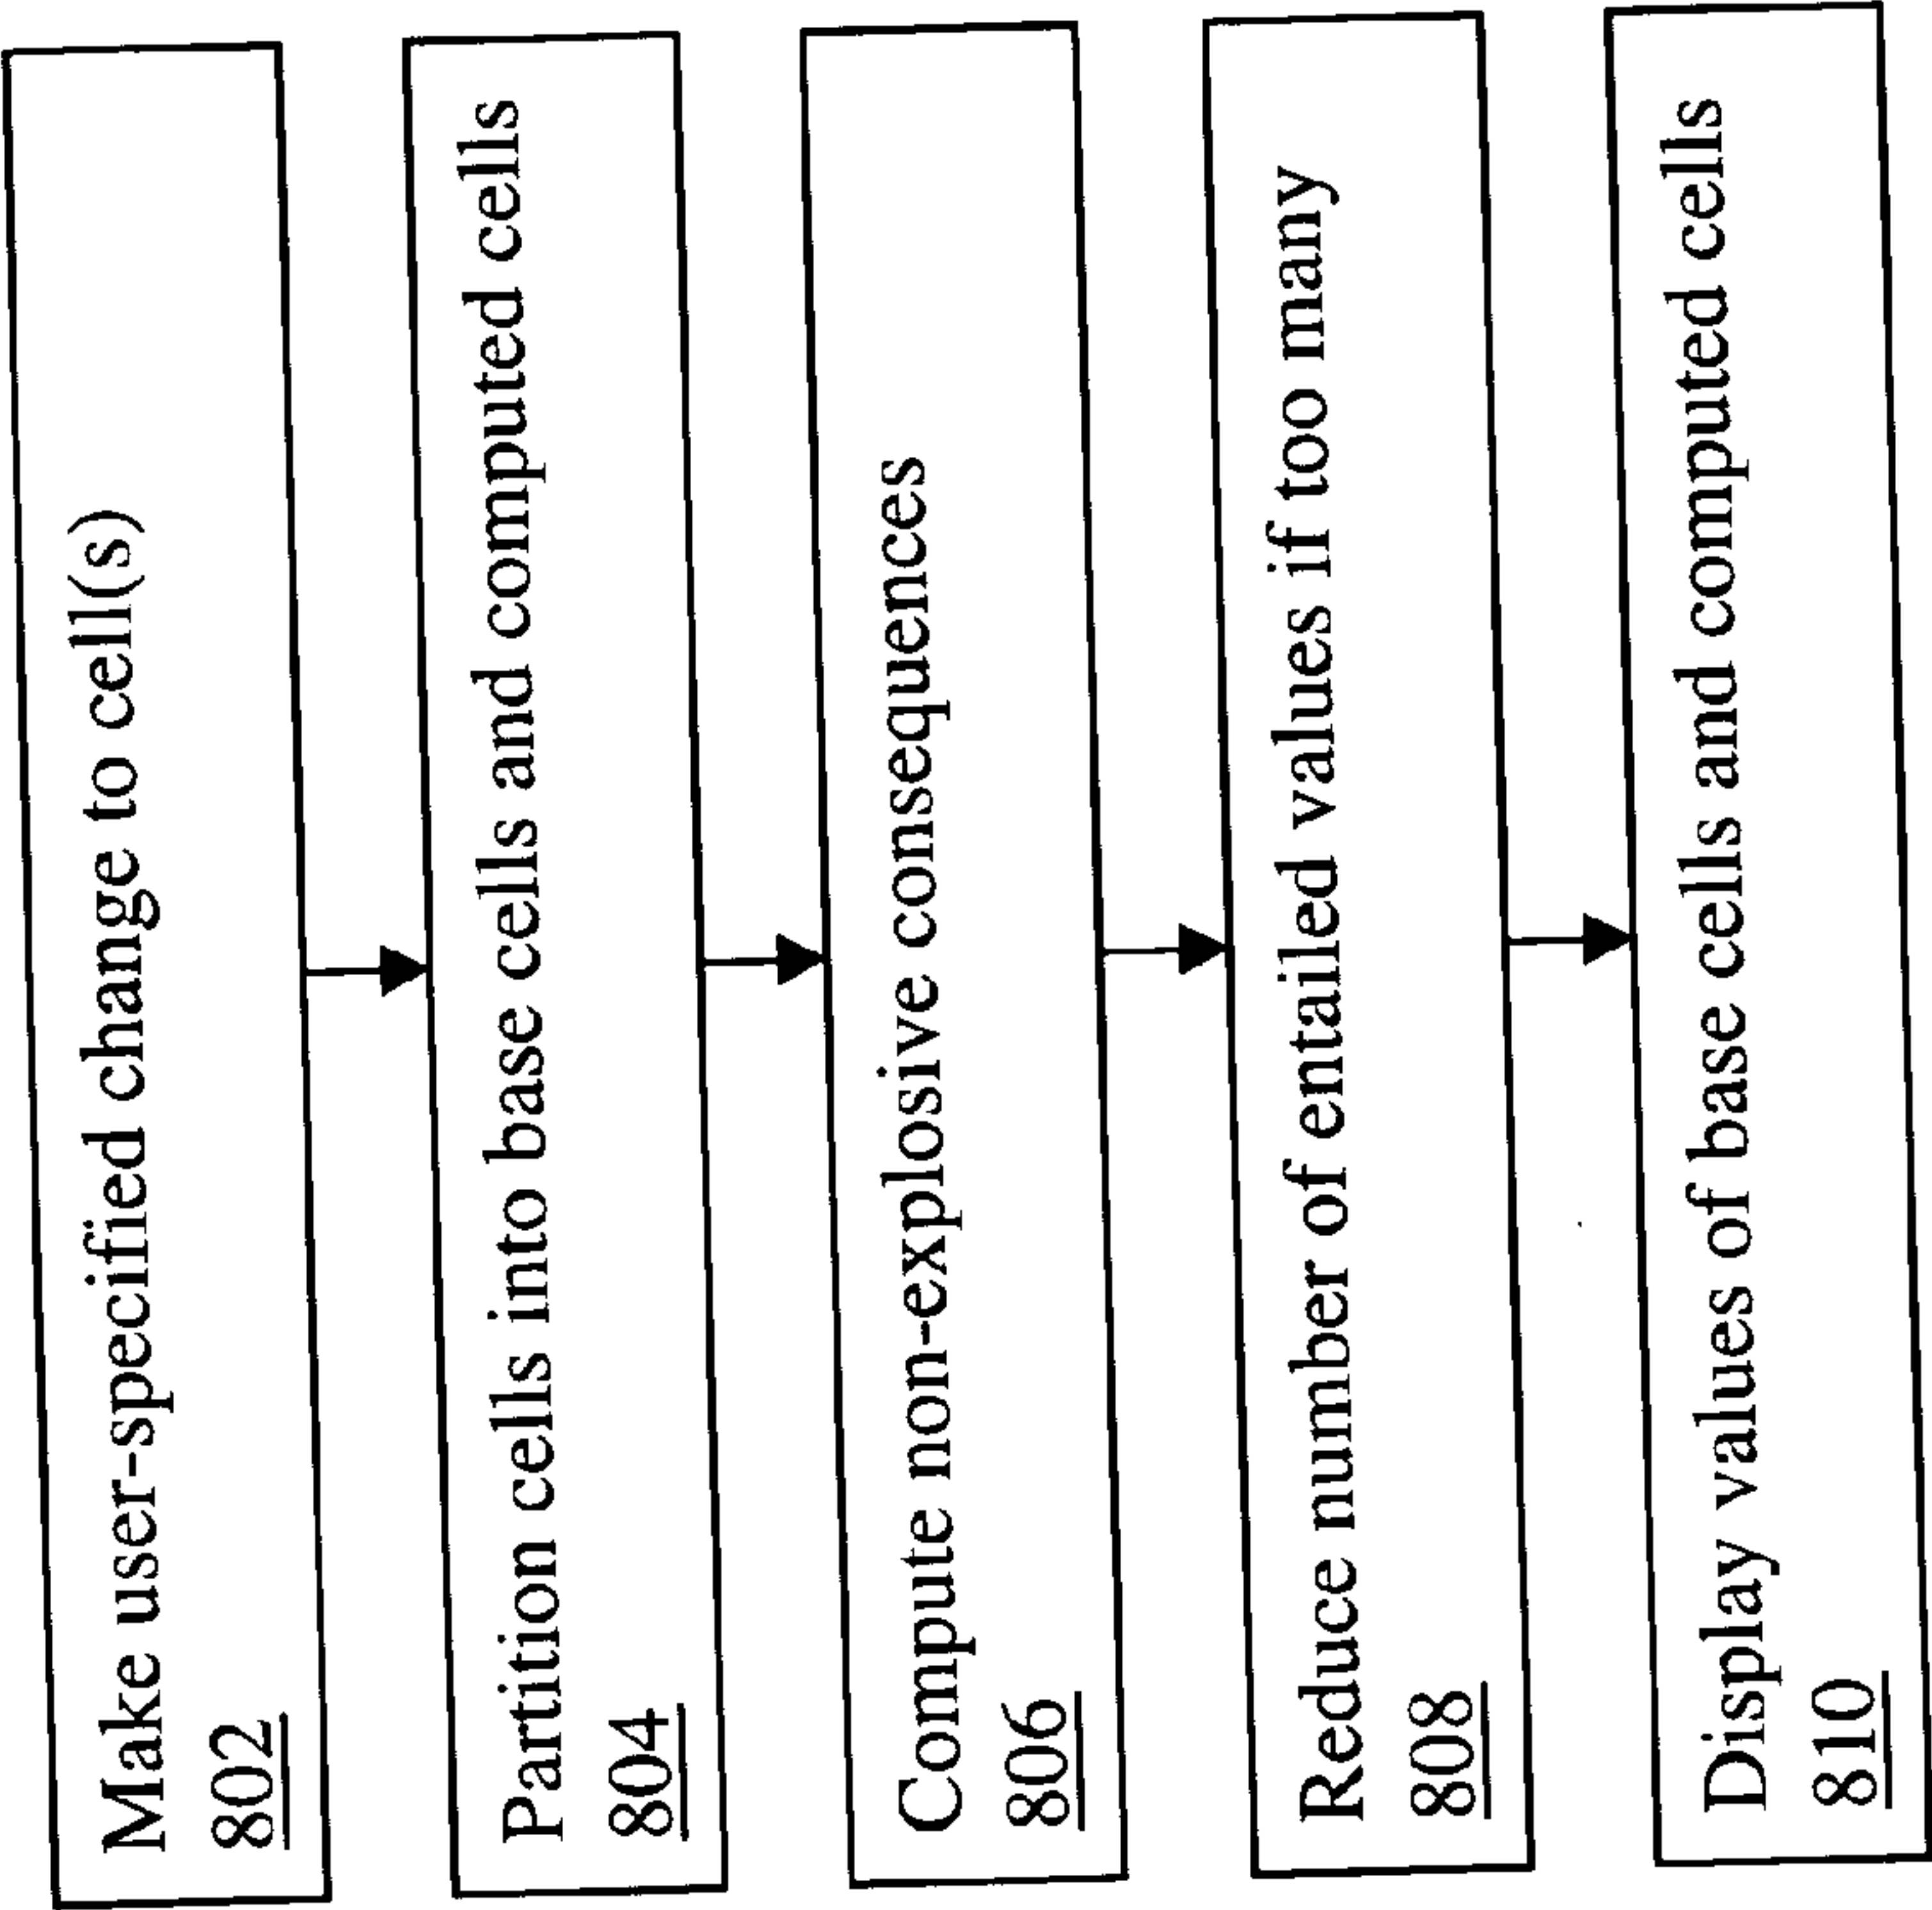 Make user-specified change to cell(s)
802
Partition cells into base cells and computed cells
804
Compute non-explosive consequences
806
Reduce number of entailed values if too many
808
Display values of base cells and computed cells
810